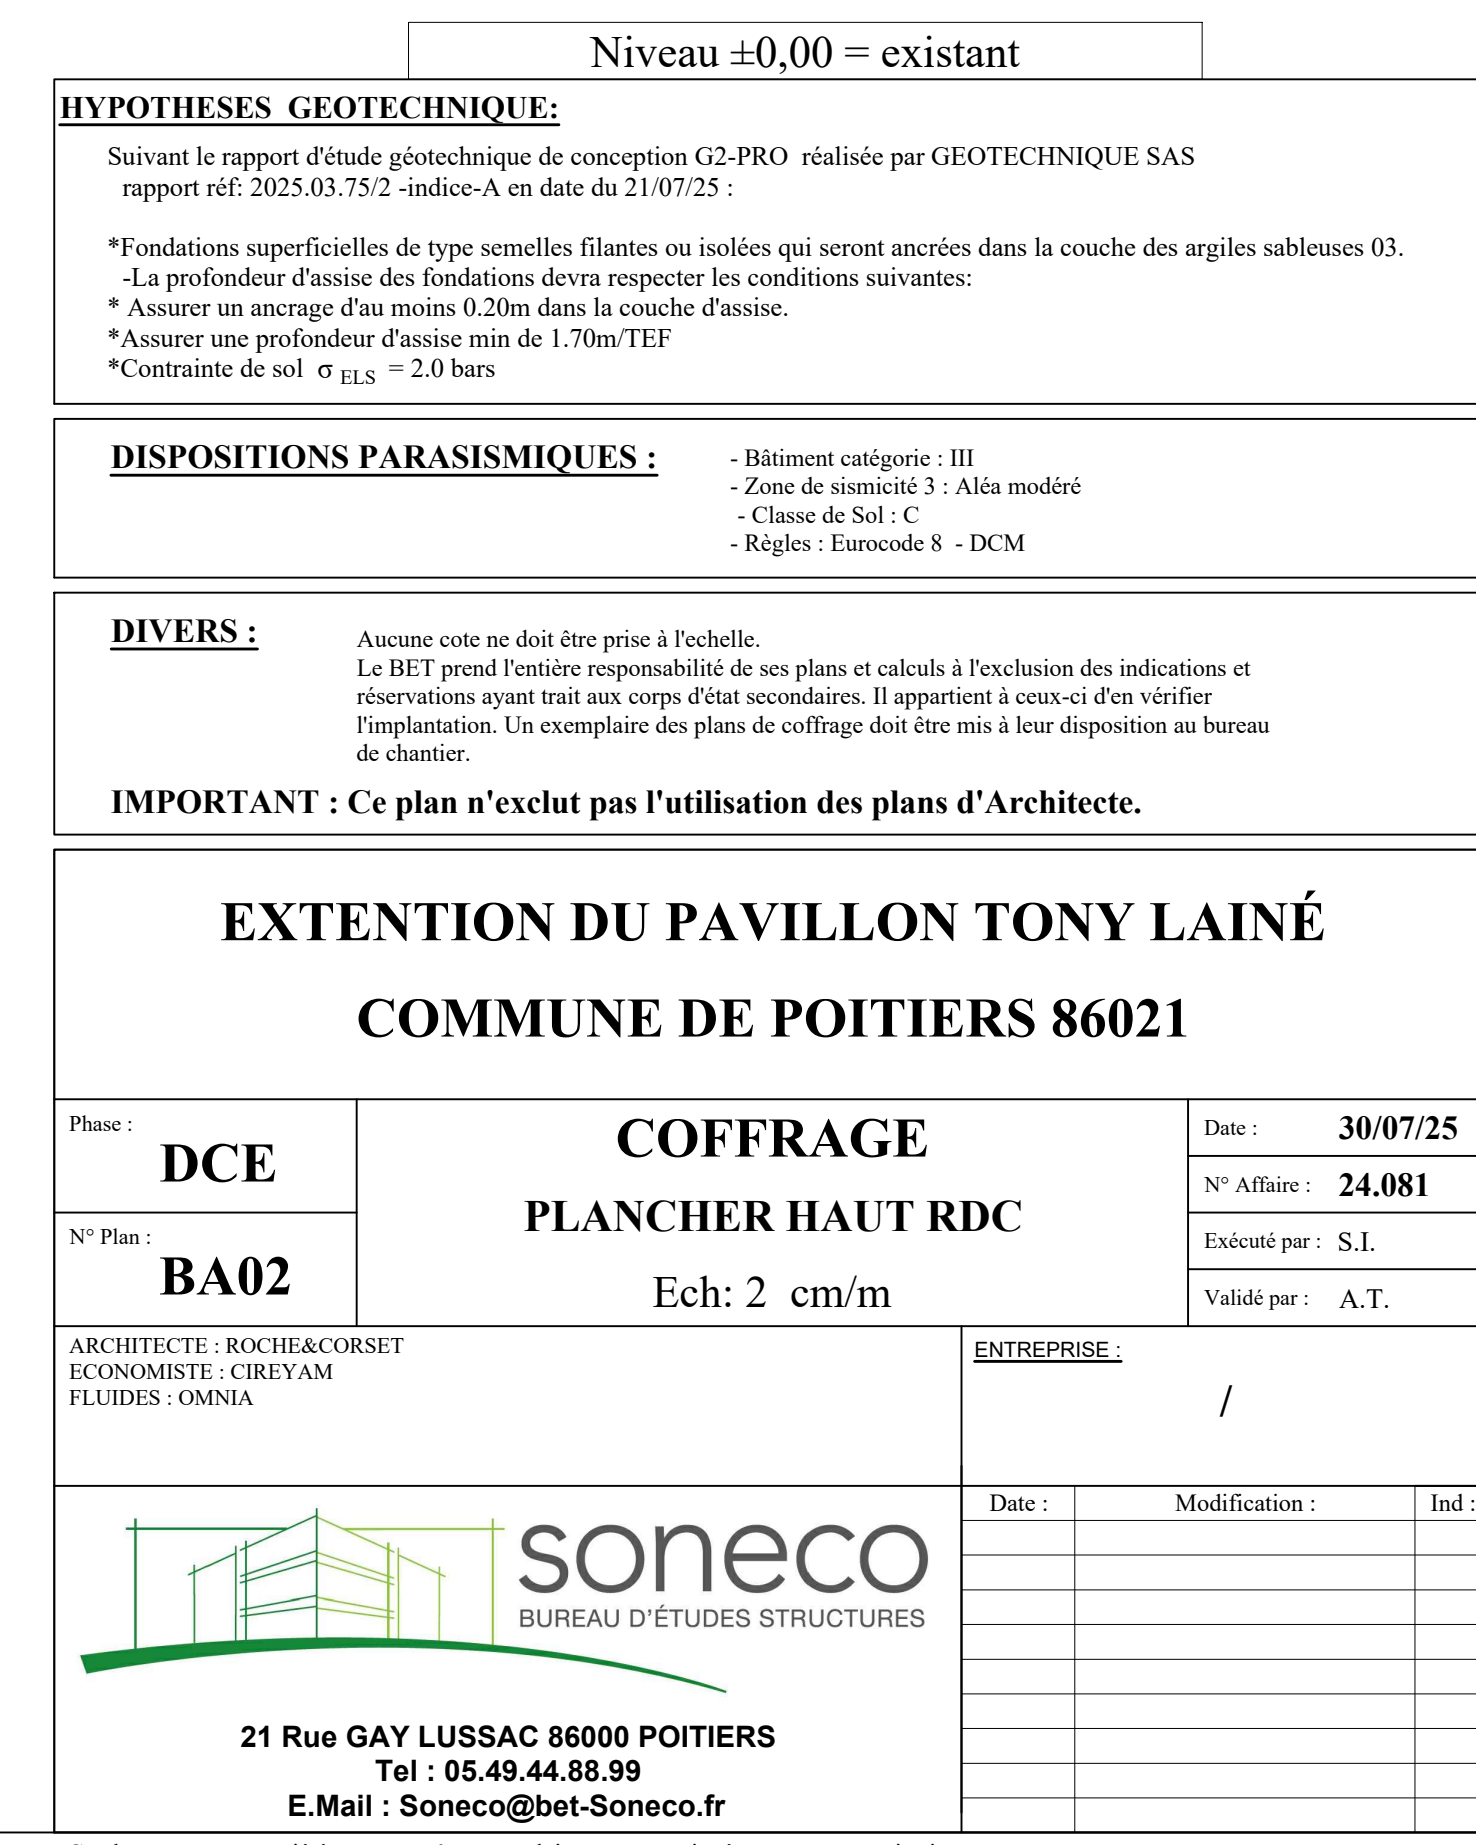 Niveau ±0,00 = existant
HYPOTHESES GEOTECHNIQUE:
Suivant le rapport d'étude géotechnique de conception G2-PRO réalisée par GEOTECHNIQUE SAS
rapport réf: 2025.03.75/2 -indice-A en date du 21/07/25 :
*Fondations superficielles de type semelles filantes ou isolées qui seront ancrées dans la couche des argiles sableuses 03.
-La profondeur d'assise des fondations devra respecter les conditions suivantes:
* Assurer un ancrage d'au moins 0.20m dans la couche d'assise.
*Assurer une profondeur d'assise min de 1.70m/TEF
*Contrainte de sol σ ELS = 2.0 bars
DISPOSITIONS PARASISMIQUES :
- Bâtiment catégorie : III
- Zone de sismicité 3 : Aléa modéré
- Classe de Sol : C
- Règles : Eurocode 8 - DCM
DIVERS :
Aucune cote ne doit être prise à l'echelle.
Le BET prend l'entière responsabilité de ses plans et calculs à l'exclusion des indications et
réservations ayant trait aux corps d'état secondaires. Il appartient à ceux-ci d'en vérifier
l'implantation. Un exemplaire des plans de coffrage doit être mis à leur disposition au bureau
de chantier.
IMPORTANT : Ce plan n'exclut pas l'utilisation des plans d'Architecte.
EXTENTION DU PAVILLON TONY LAINÉ
COMMUNE DE POITIERS 86021
Phase :
DCE
N° Plan :
BA02
COFFRAGE
PLANCHER HAUT RDC
Ech: 2 cm/m
Date : 30/07/25
N° Affaire : 24.081
Exécuté par : S.I.
Validé par : A.T.
ARCHITECTE : ROCHE&CORSET
ECONOMISTE : CIREYAM
FLUIDES : OMNIA
ENTREPRISE :
/
Date : Modification : Ind :
soneco
BUREAU D'ÉTUDES STRUCTURES
21 Rue GAY LUSSAC 86000 POITIERS
Tel : 05.49.44.88.99
E.Mail : Soneco@bet-Soneco.fr